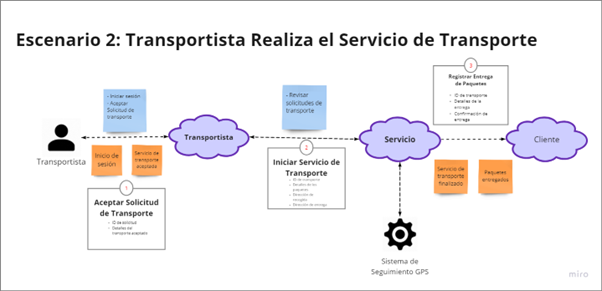 Escenario 2: Transportista Realiza el Servicio de Transporte
- Iniciar sesión
- Aceptar
Solicitud de
transporte
- Revisar
solicitudes de
transporte
3
Registrar Entrega
de Paquetes
ID de transporte
Detalles de la
entrega
Confirmación de
entrega
Transportista
Transportista
Servicio
Cliente
Inicio de
sesión
Servicio de
transporte
aceptada
2
Iniciar Servicio de
Transporte
ID de transporte
Detalles de los
paquetes
Dirección de
recogida
Dirección de entrega
Servicio de
transporte
finalizado
Paquetes
entregados
1
Aceptar Solicitud
de Transporte
ID de solicitud
Detalles del
transporte aceptado
Sistema de
Seguimiento GPS
miro